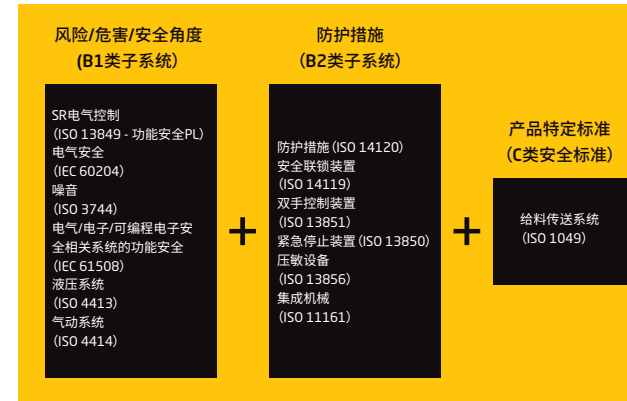 风险/危害/安全角度
(B1类子系统)
SR电气控制
(ISO 13849 - 功能安全PL)
电气安全
(IEC 60204)
噪音
(ISO 3744)
电气/电子/可编程电子安
全相关系统的功能安全
(IEC 61508)
液压系统
(ISO 4413)
气动系统
(ISO 4414)
+
防护措施
(B2类子系统)
防护措施(ISO 14120)
安全联锁装置
(ISO 14119)
双手控制装置
(ISO 13851)
紧急停止装置(ISO 13850)
压敏设备
(ISO 13856)
集成机械
(ISO 11161)
+
产品特定标准
(C类安全标准)
给料传送系统
(ISO 1049)